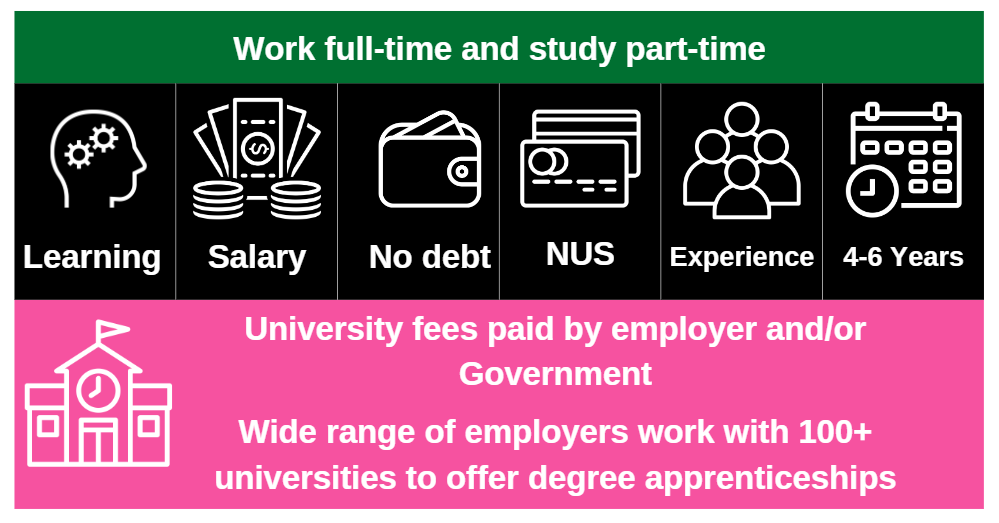 Work full-time and study part-time
Learning
Salary
No debt
NUS
Experience
4-6 Years
University fees paid by employer and/or
Government
Wide range of employers work with 100+
universities to offer degree apprenticeships